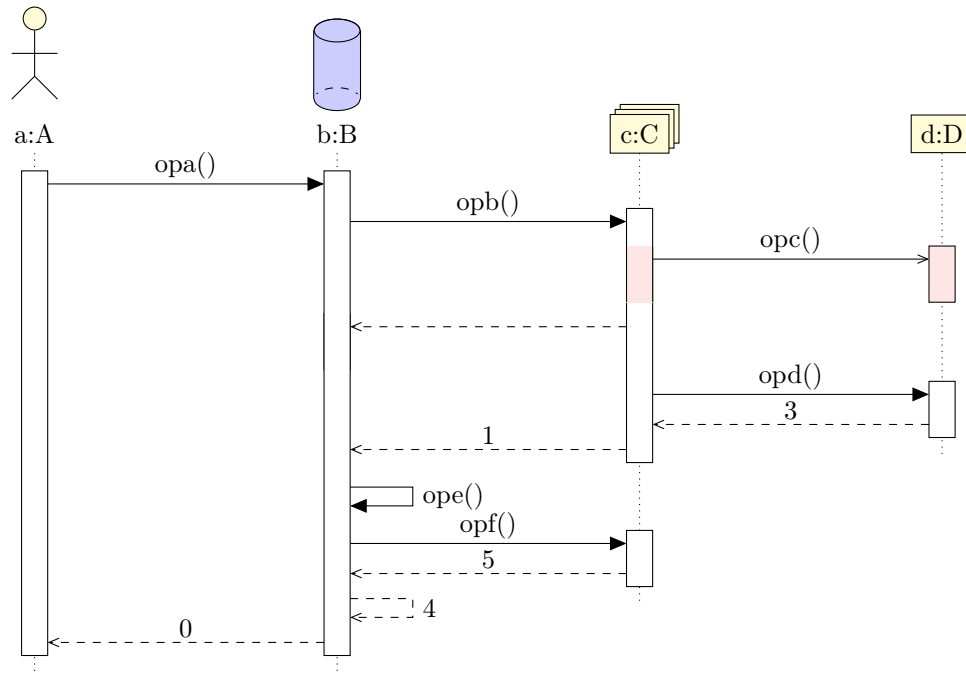 a:A
b:B
c:C
d:D
opa()
opb()
opc()
opd()
3
1
ope()
opf()
5
4
0